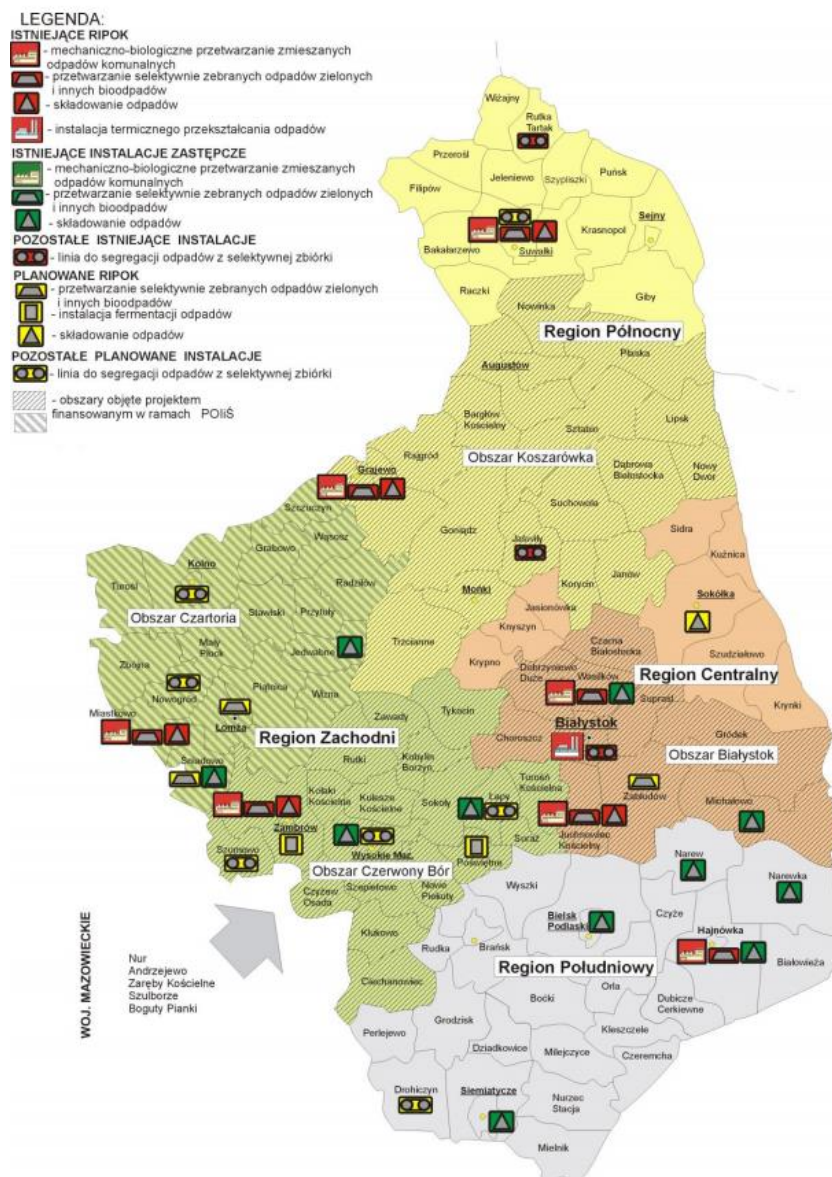 LEGENDA:
ISTNIEJĄCE RIPOK
- mechaniczno-biologiczne przetwarzanie zmieszanych
odpadów komunalnych
- przetwarzanie selektywnie zebranych odpadów zielonych
i innych bioodpadów
- składowanie odpadów
- instalacja termicznego przekształcania odpadów
ISTNIEJĄCE INSTALACJE ZASTĘPCZE
- mechaniczno-biologiczne przetwarzanie zmieszanych
odpadów komunalnych
- przetwarzanie selektywnie zebranych odpadów zielonych
i innych bioodpadów
- składowanie odpadów
POZOSTAŁE ISTNIEJĄCE INSTALACJE
- linia do segregacji odpadów z selektywnej zbiórki
PLANOWANE RIPOK
- przetwarzanie selektywnie zebranych odpadów zielonych
i innych bioodpadów
- instalacja fermentacji odpadów
- składowanie odpadów
POZOSTAŁE PLANOWANE INSTALACJE
- linia do segregacji odpadów z selektywnej zbiórki
- obszary objęte projektem
finansowanym w ramach POIiŚ
Wiżajny
Rutka
Tartak
Przerośl
Jeleniewo
Szypliszki
Puńsk
Filipów
Krasnopol
Sejny
Bakałarzewo
Suwałki
Raczki
Giby
Nowinka
Region Północny
Płaska
Augustów
Bargłów
Kościelny
Sztabin
Lipsk
Rajgród
Obszar Koszarówka
Grajewo
Dąbrowa
Białostocka
Nowy
Dwór
Szczuczyn
Suchowola
Wąsosz
Goniądz
Jaświły
Sidra
Grabowo
Kuźnica
Kolno
Radziłów
Korycin
Janów
Turośl
Mońki
Sokółka
Stawiski
Przytuły
Jasionówka
Obszar Czartoria
Knyszyn
Mały
Płock
Jedwabne
Trzcianne
Czarna
Białostocka
Szudziałowo
Zbójna
Krypno
Dobrzyniewo
Duże
Wasilków
Region Centralny
Nowogród
Piątnica
Wizna
Supraśl
Krynki
Miastkowo
Tykocin
Łomża
Zawady
Białystok
Region Zachodni
Choroszcz
Gródek
Rutki
Kobylin
Borzym.
Obszar Białystok
Śniadowo
Turośń
Kościelna
Kołaki
Kościelne
Kulesze
Kościelne
Sokoły
Łapy
Zabłudów
Michałowo
Zambrów
Suraż
Juchnowiec
Kościelny
Szumowo
Wysokie Maz.
Poświętne
Narew
Obszar Czerwony Bór
Narewka
Czyżew
Osada
Szepietowo
Nowe
Piekuty
Wyszki
Czyże
Bielsk
Podlaski
Hajnówka
Klukowo
Rudka
Brańsk
Białowieża
Region Południowy
Ciechanowiec
Orla
Boćki
Dubicze
Cerkiewne
Nur
Andrzejewo
Zaręby Kościelne
Szulborze
Boguty Pianki
WOJ. MAZOWIECKIE
Grodzisk
Kleszczele
Perlejewo
Dziadkowice
Milejczyce
Czeremcha
Drohiczyn
Siemiatycze
Nurzec
Stacja
Mielnik